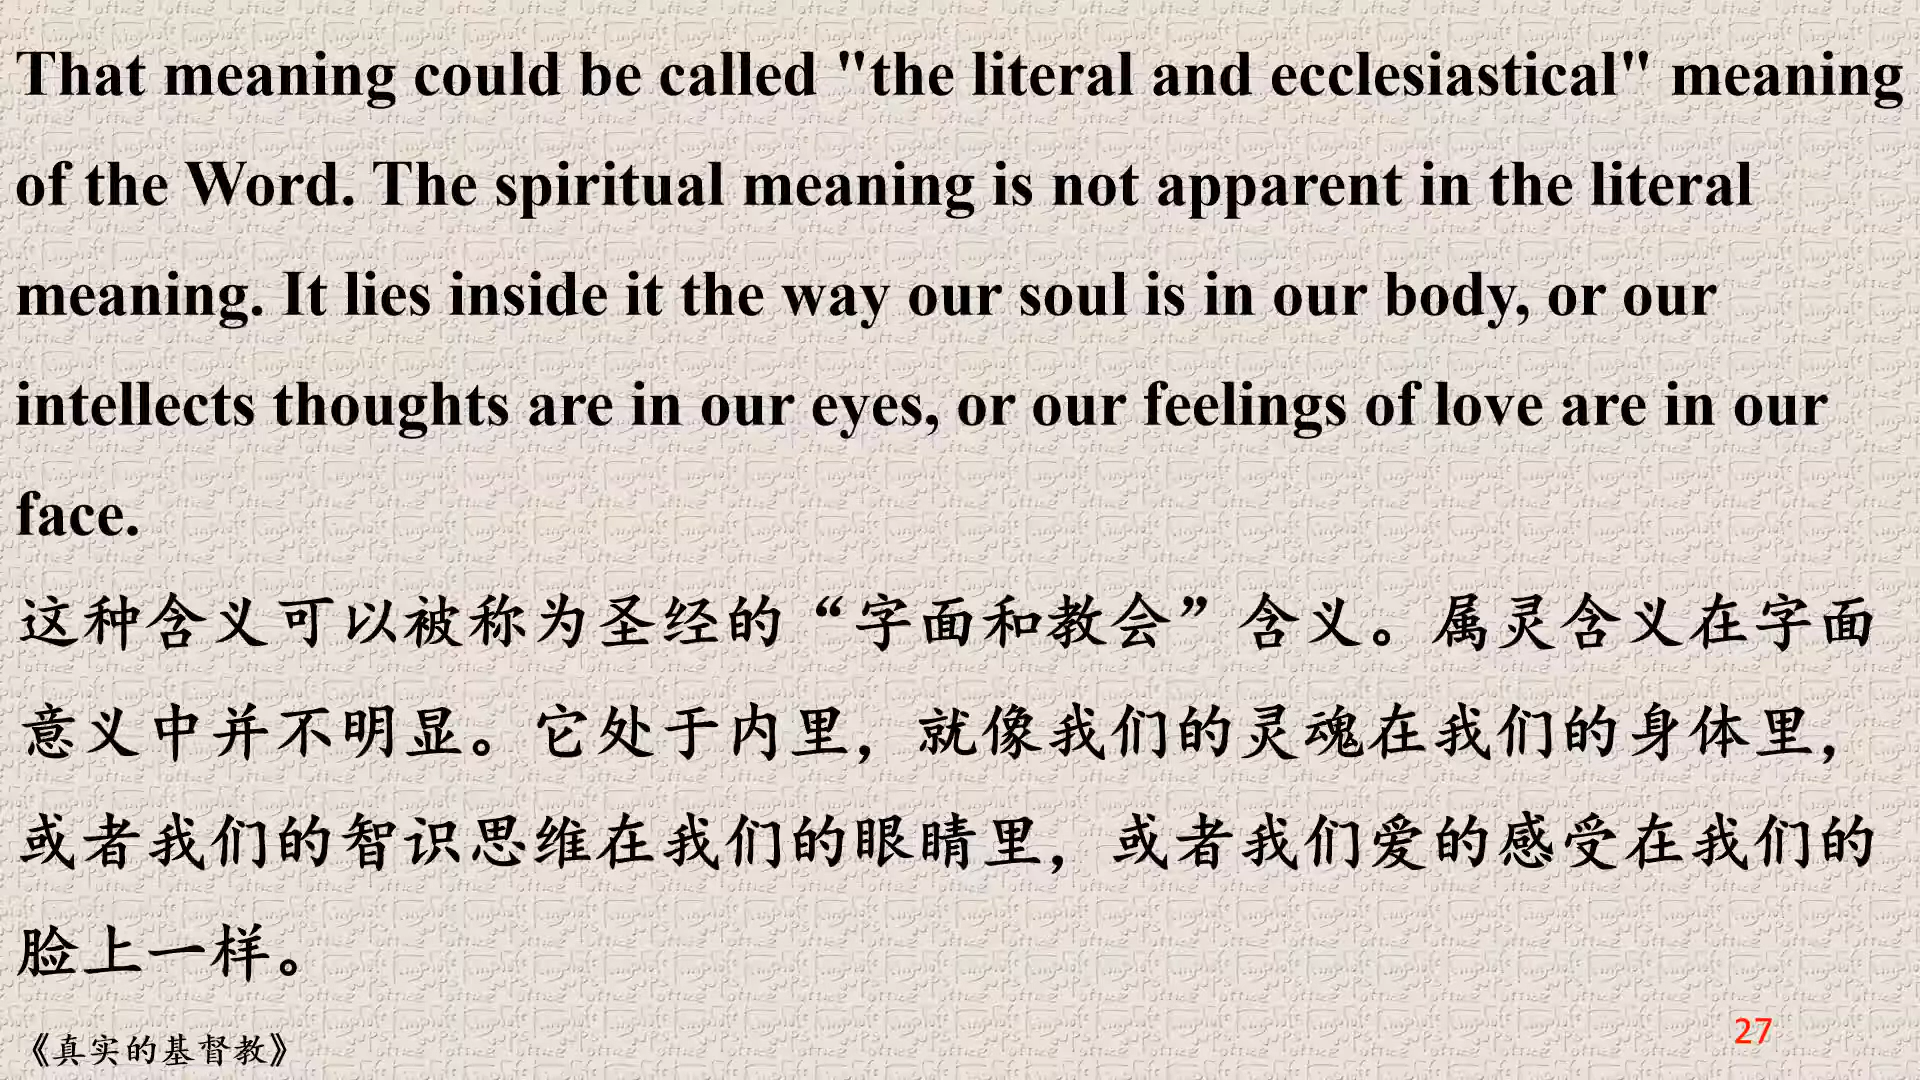 That meaning could be called "the literal and ecclesiastical" meaning
of the Word. The spiritual meaning is not apparent in the literal
meaning. It lies inside it the way our soul is in our body, or our
intellects thoughts are in our eyes, or our feelings of love are in our
face.
这种含义可以被称为圣经的“字面和教会”含义。属灵含义在字面
意义中并不明显。它处于内里，就像我们的灵魂在我们的身体里，
或者我们的智识思维在我们的眼睛里，或者我们爱的感受在我们的
脸上一样。
《真实的基督教》
27